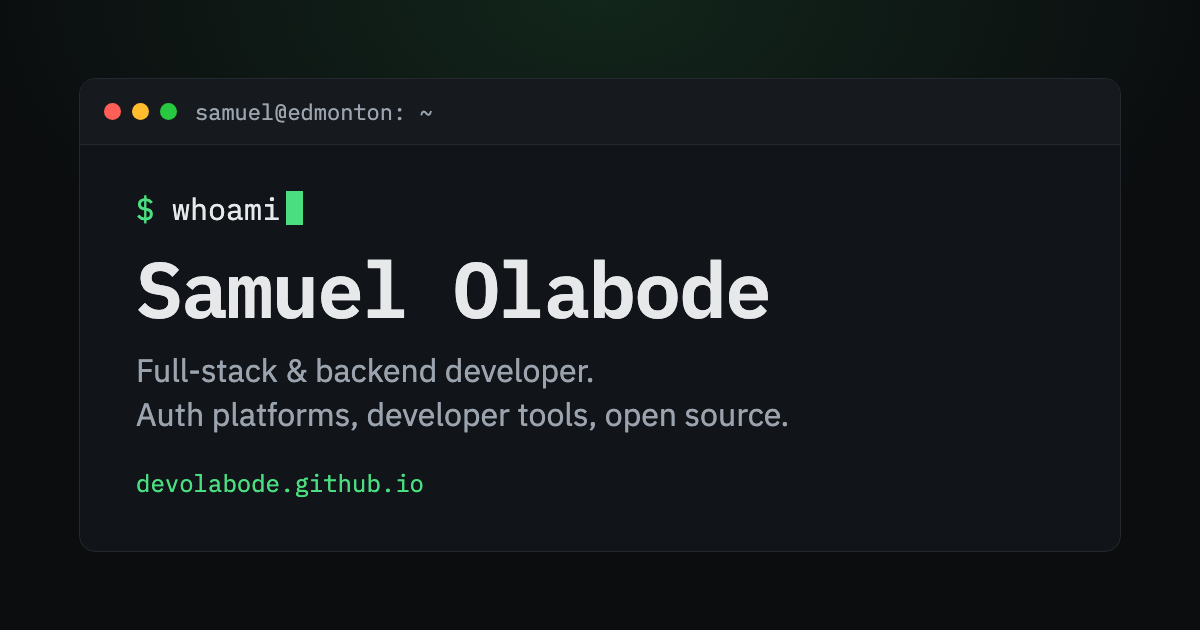 samuel@edmonton: ~
$ whoami
Samuel Olabode
Full-stack & backend developer.
Auth platforms, developer tools, open source.
devolabode.github.io